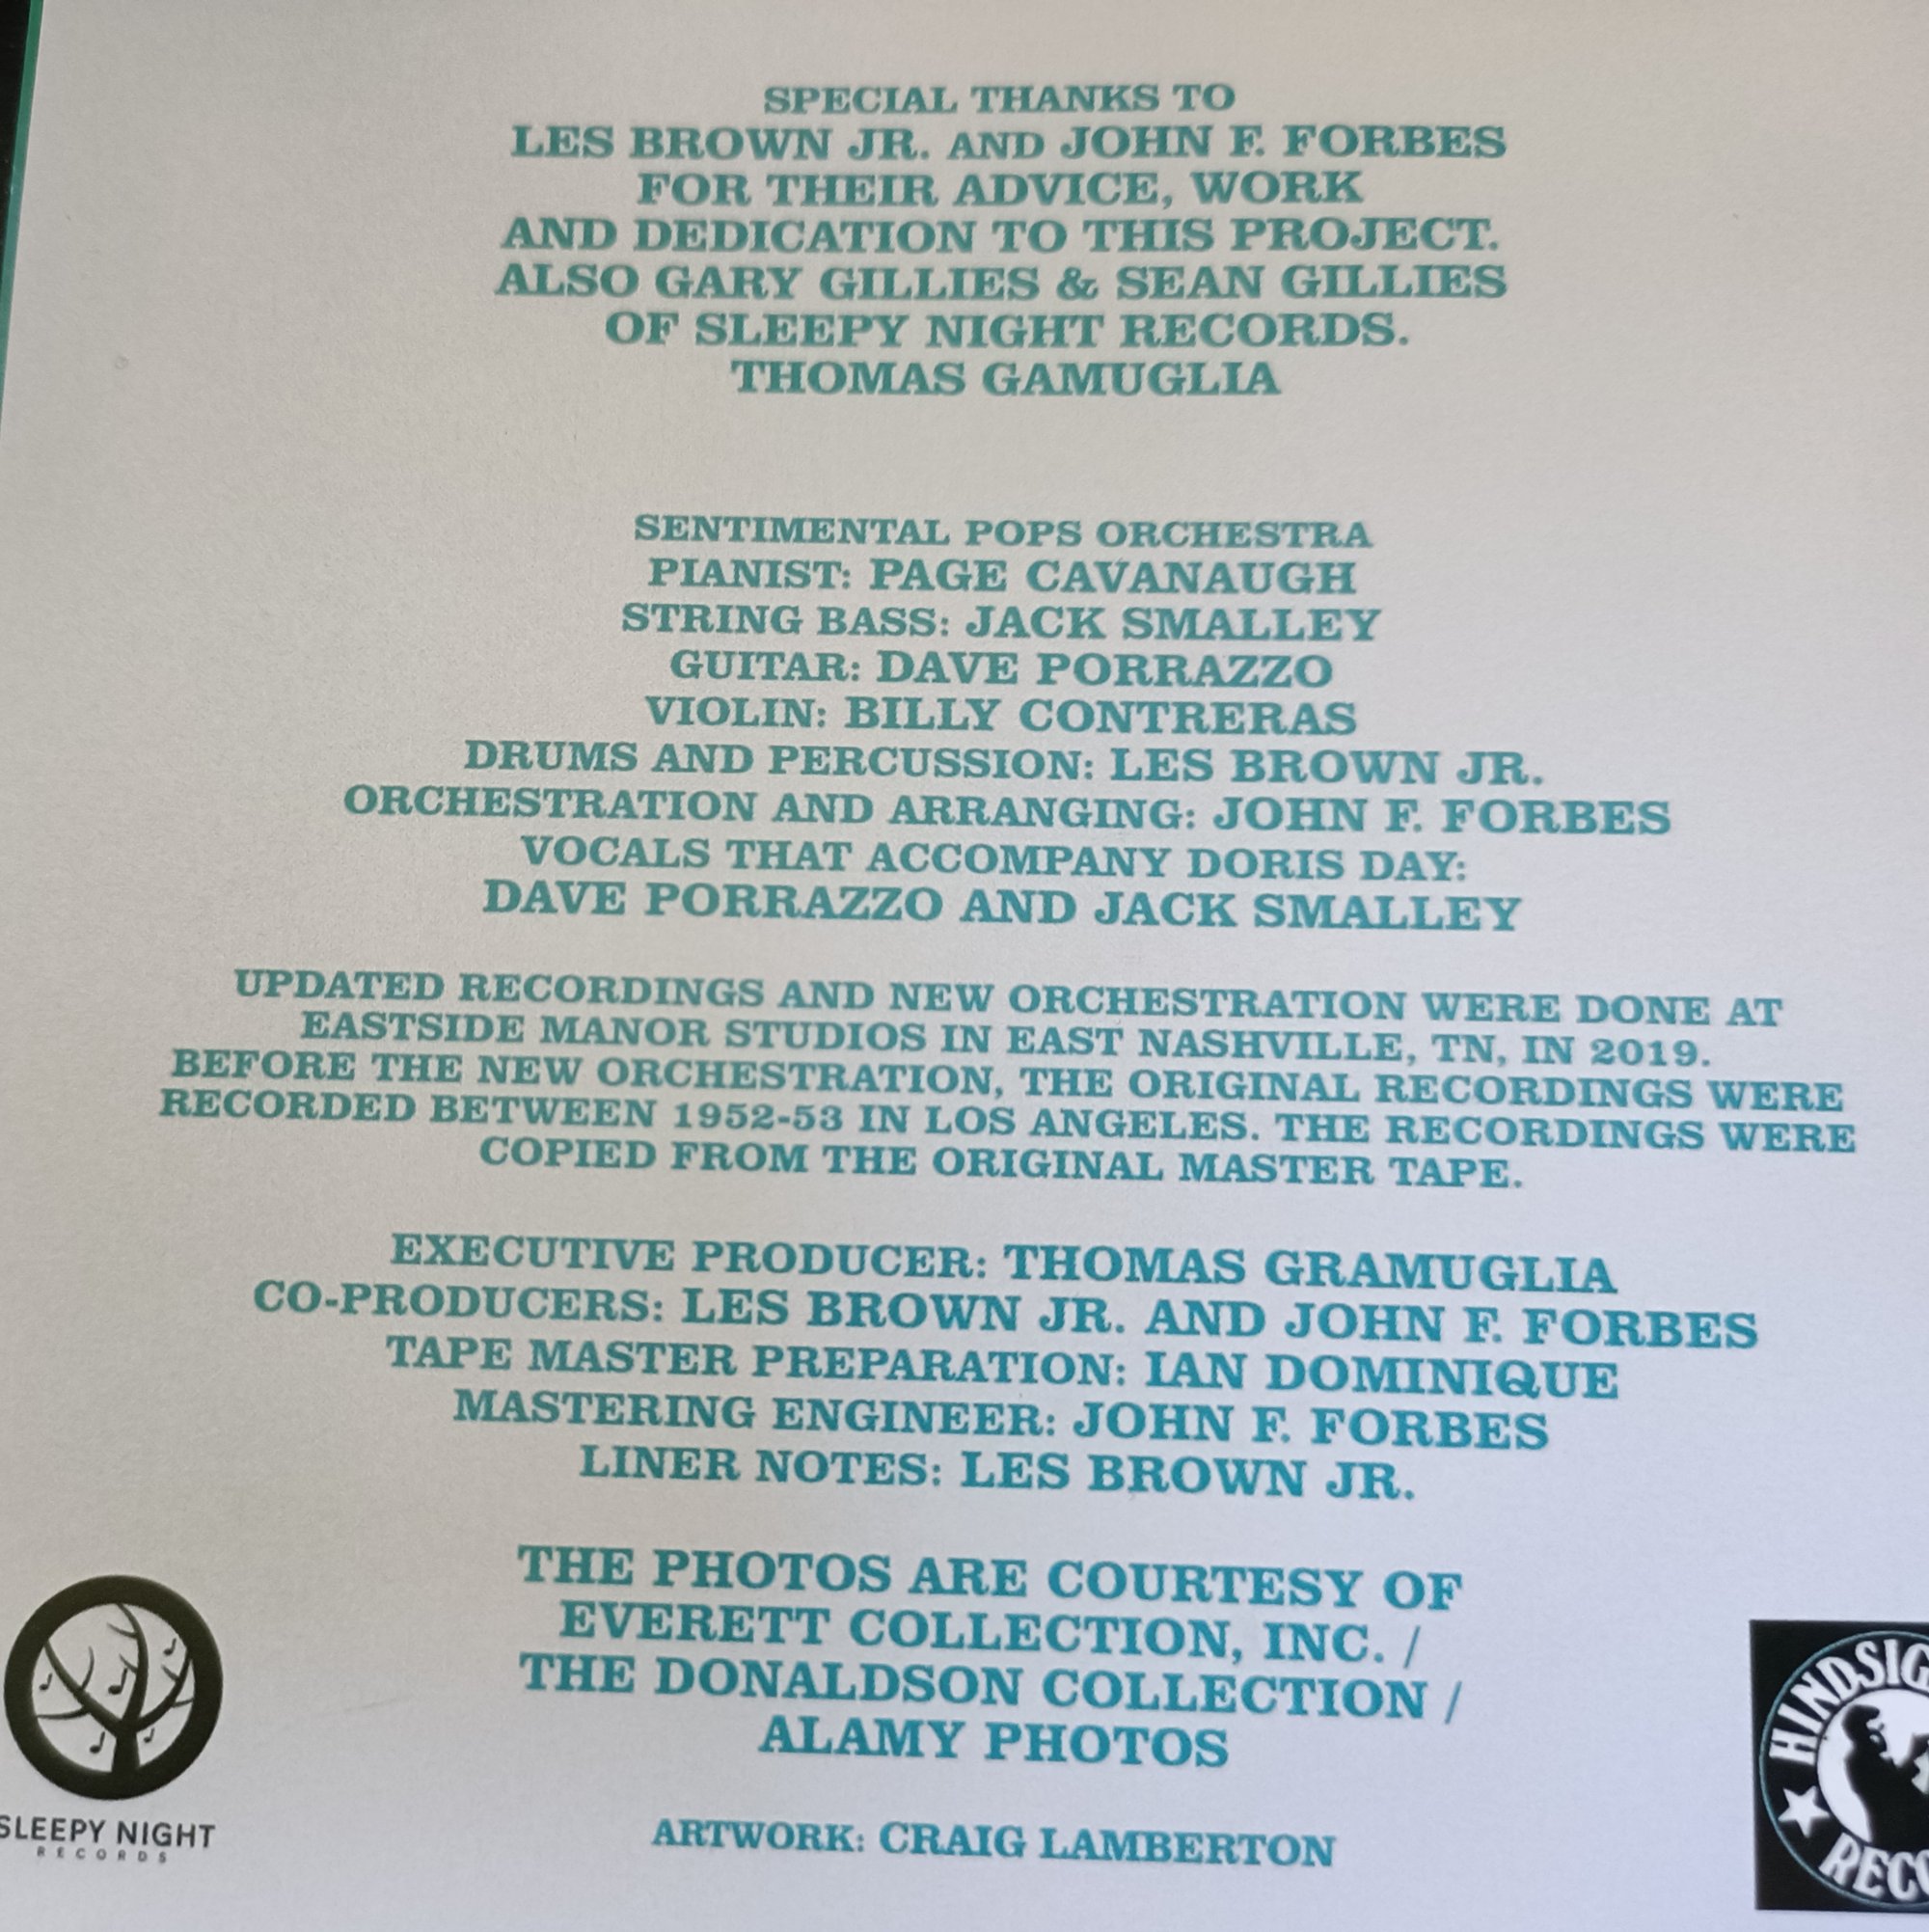 SPECIAL THANKS TO
LES BROWN JR. AND JOHN F. FORBES
FOR THEIR ADVICE, WORK
AND DEDICATION TO THIS PROJECT.
ALSO GARY GILLIES & SEAN GILLIES
OF SLEEPY NIGHT RECORDS.
THOMAS GAMUGLIA
SENTIMENTAL POPS ORCHESTRA
PIANIST: PAGE CAVANAUGH
STRING BASS: JACK SMALLEY
GUITAR: DAVE PORRAZZO
VIOLIN: BILLY CONTRERAS
DRUMS AND PERCUSSION: LES BROWN JR.
ORCHESTRATION AND ARRANGING: JOHN F. FORBES
VOCALS THAT ACCOMPANY DORIS DAY:
DAVE PORRAZZO AND JACK SMALLEY
UPDATED RECORDINGS AND NEW ORCHESTRATION WERE DONE AT
EASTSIDE MANOR STUDIOS IN EAST NASHVILLE, TN, IN 2019.
BEFORE THE NEW ORCHESTRATION, THE ORIGINAL RECORDINGS WERE
RECORDED BETWEEN 1952-53 IN LOS ANGELES. THE RECORDINGS WERE
COPIED FROM THE ORIGINAL MASTER TAPE.
EXECUTIVE PRODUCER: THOMAS GRAMUGLIA
CO-PRODUCERS: LES BROWN JR. AND JOHN F. FORBES
TAPE MASTER PREPARATION: IAN DOMINIQUE
MASTERING ENGINEER: JOHN F. FORBES
LINER NOTES: LES BROWN JR.
THE PHOTOS ARE COURTESY OF
EVERETT COLLECTION, INC. /
THE DONALDSON COLLECTION /
ALAMY PHOTOS
ARTWORK: CRAIG LAMBERTON
SLEEPY NIGHT
RECORDS